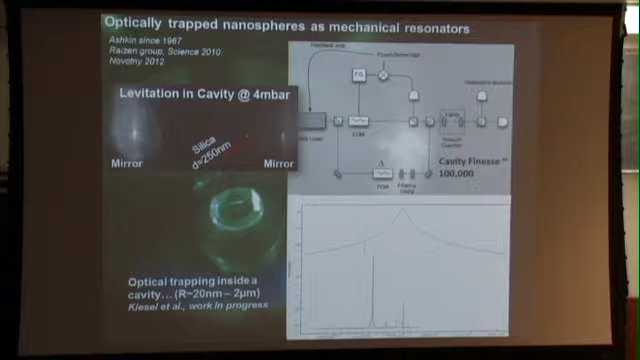 Optically trapped nanospheres as mechanical resonators
Ashkin since 1967
Raizen group, Science 2010
Novotny 2012
Levitation in Cavity @ 4mbar
Silica
d=250nm
Mirror
Mirror
Cavity Finesse
100,000
Optical trapping inside a
cavity… (R~20nm – 2µm)
Kiesel et al., work in progress